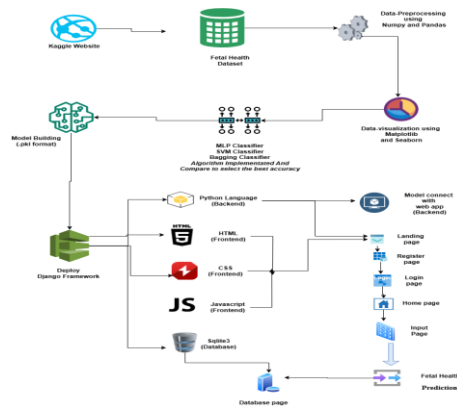 Kaggle Website
Fetal Health
Dataset
Data-Preprocessing
using
Numpy and Pandas
Model Building
(.pkl format)
MLP Classifier
SVM Classifier
Bagging Classifier
Algorithm Implemented And
Compare to select the best accuracy
Data-visualization using
Matplotlib
and Seaborn
Python Language
(Backend)
Model connect
with
web app
(Backend)
HTML
HTML
(Frontend)
Landing
page
Deploy
Django Framework
CSS
(Frontend)
Register
page
Login
page
JS
Javascript
(Frontend)
Home page
Input
Page
Sqlite3
(Database)
Fetal Health
Prediction
Database page